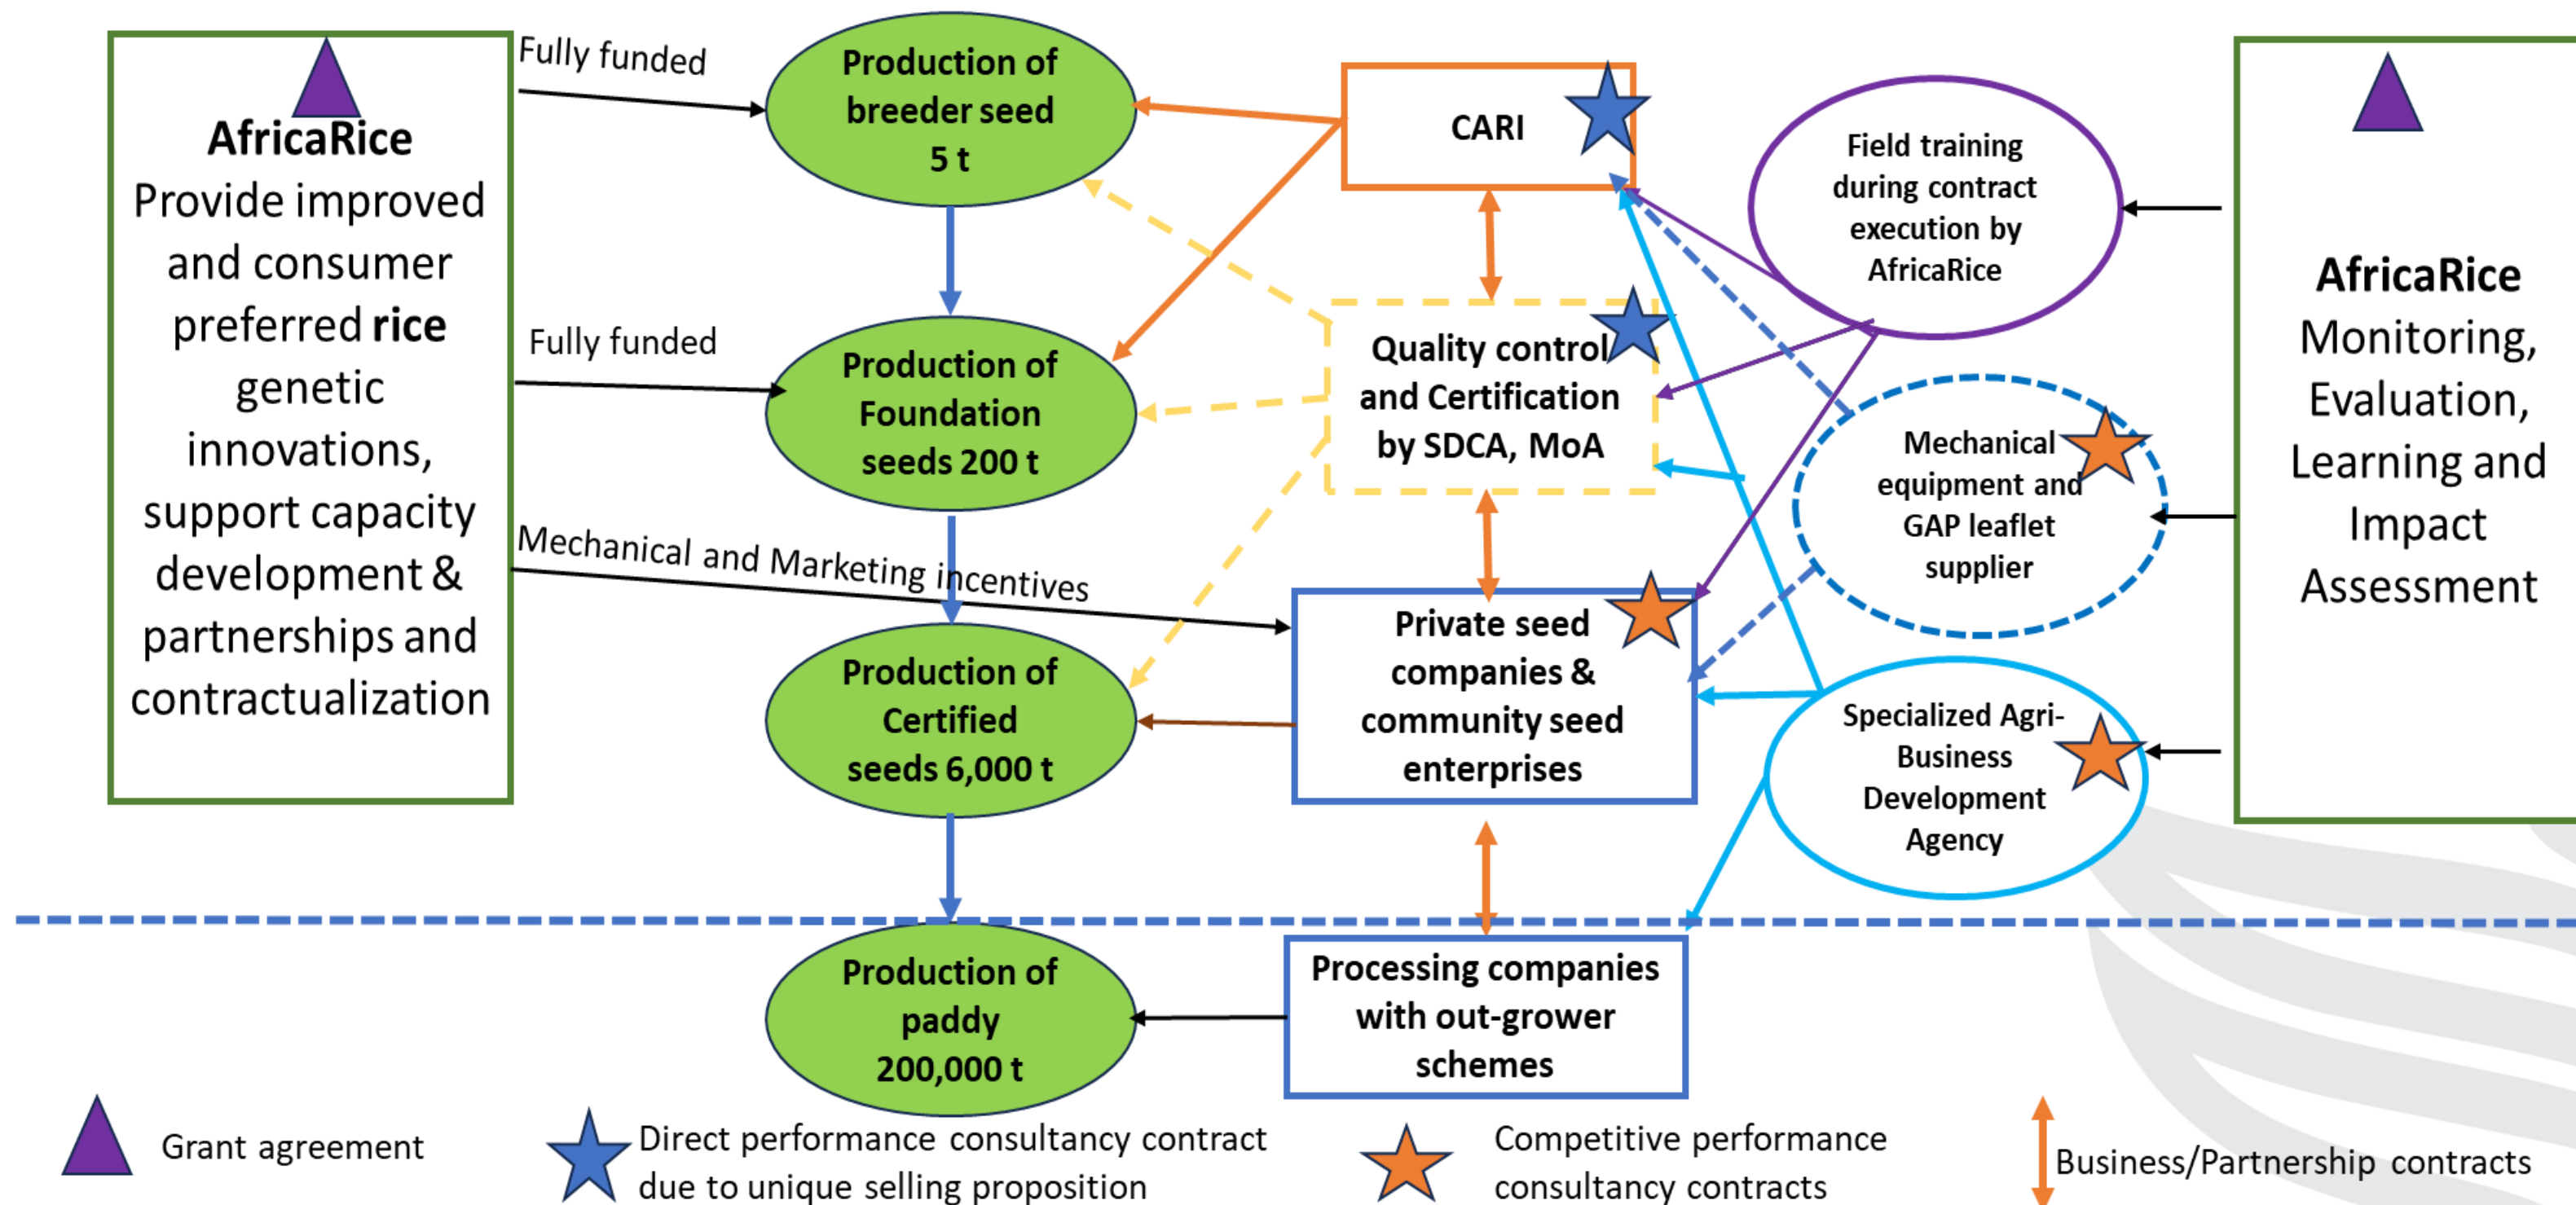 AfricaRice
Provide improved
and consumer
preferred rice
genetic
innovations,
support capacity
development &
partnerships and
contractualization
Fully funded
Fully funded
Mechanical and Marketing incentives
Production of
breeder seed
5 t
Production of
Foundation
seeds 200 t
Production of
Certified
seeds 6,000 t
Production of
paddy
200,000 t
CARI
Quality control
and Certification
by SDCA, MoA
Private seed
companies &
community seed
enterprises
Processing companies
with out-grower
schemes
Field training
during contract
execution by
AfricaRice
Mechanical
equipment and
GAP leaflet
supplier
Specialized Agri-
Business
Development
Agency
AfricaRice
Monitoring,
Evaluation,
Learning and
Impact
Assessment
Grant agreement
Direct performance consultancy contract
due to unique selling proposition
Competitive performance
consultancy contracts
Business/Partnership contracts